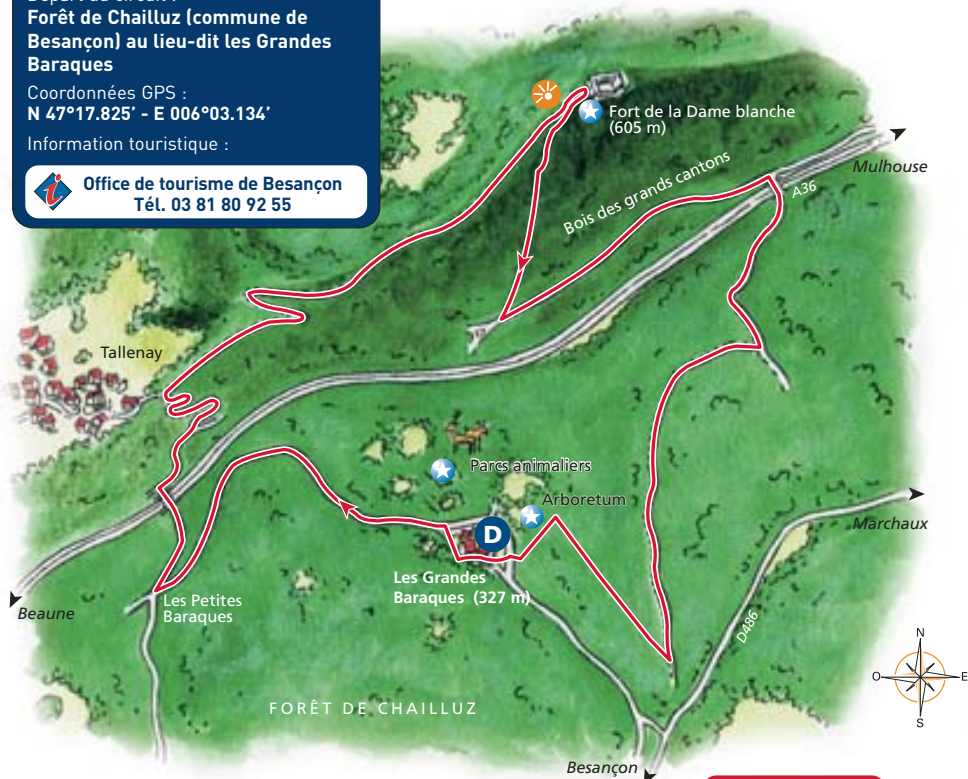 Forêt de Chailluz (commune de
Besançon) au lieu-dit les Grandes
Baraques
Coordonnées GPS :
N 47°17.825’ - E 006°03.134’
Information touristique :
i
Office de tourisme de Besançon
Tél. 03 81 80 92 55
Fort de la Dame blanche
(605 m)
Mulhouse
A36
Bois des grands cantons
Tallenay
Parcs animaliers
Arboretum
D
Marchaux
Les Grandes
Baraques (327 m)
Les Petites
Baraques
Beaune
D486
N
O
E
S
FORÊT DE CHAILLUZ
Besançon